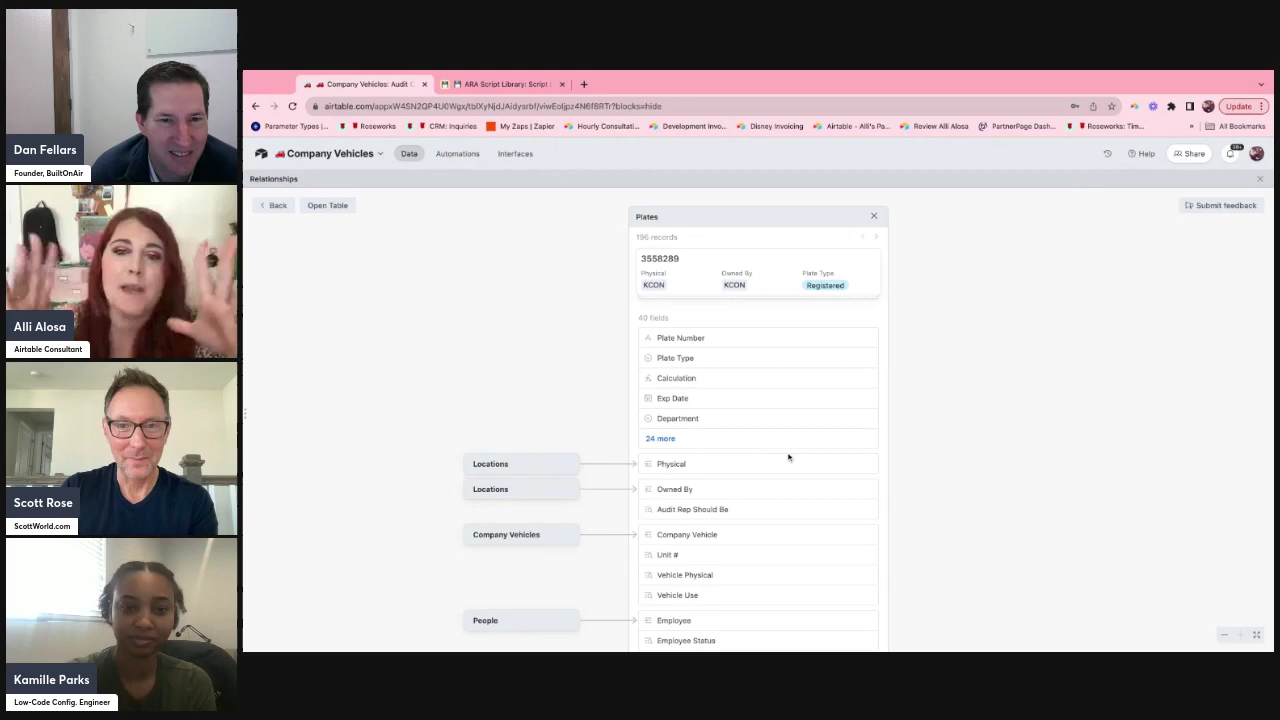 Dan Fellars
Founder, BuiltOnAir
Alli Alosa
Airtable Consultant
Scott Rose
ScottWorld.com
Kamille Parks
Low-Code Config. Engineer
Company Vehicles: Audit C
ARA Script Library: Script
airtable.com/appxW4SN2QP4U0Wgx/tblXyNjdJAidysrbf/viwEoljpz4N6f8RTr?blocks=hide
Update
Parameter Types |...
Roseworks
CRM: Inquiries
My Zaps | Zapier
Hourly Consultati...
Development Invo...
Disney Invoicing
Airtable - Alli's Pa...
Review Alli Alosa
PartnerPage Dash...
Roseworks: Tim...
»
All Bookmarks
Company Vehicles
Data
Automations
Interfaces
Help
Share
Relationships
Back
Open Table
Submit feedback
Plates
196 records
3558289
Physical Owned By Plate Type
KCON KCON Registered
40 fields
Plate Number
Plate Type
Calculation
Exp Date
Department
24 more
Locations Physical
Locations Owned By
Audit Rep Should Be
Company Vehicles Company Vehicle
Unit #
Vehicle Physical
Vehicle Use
People Employee
Employee Status